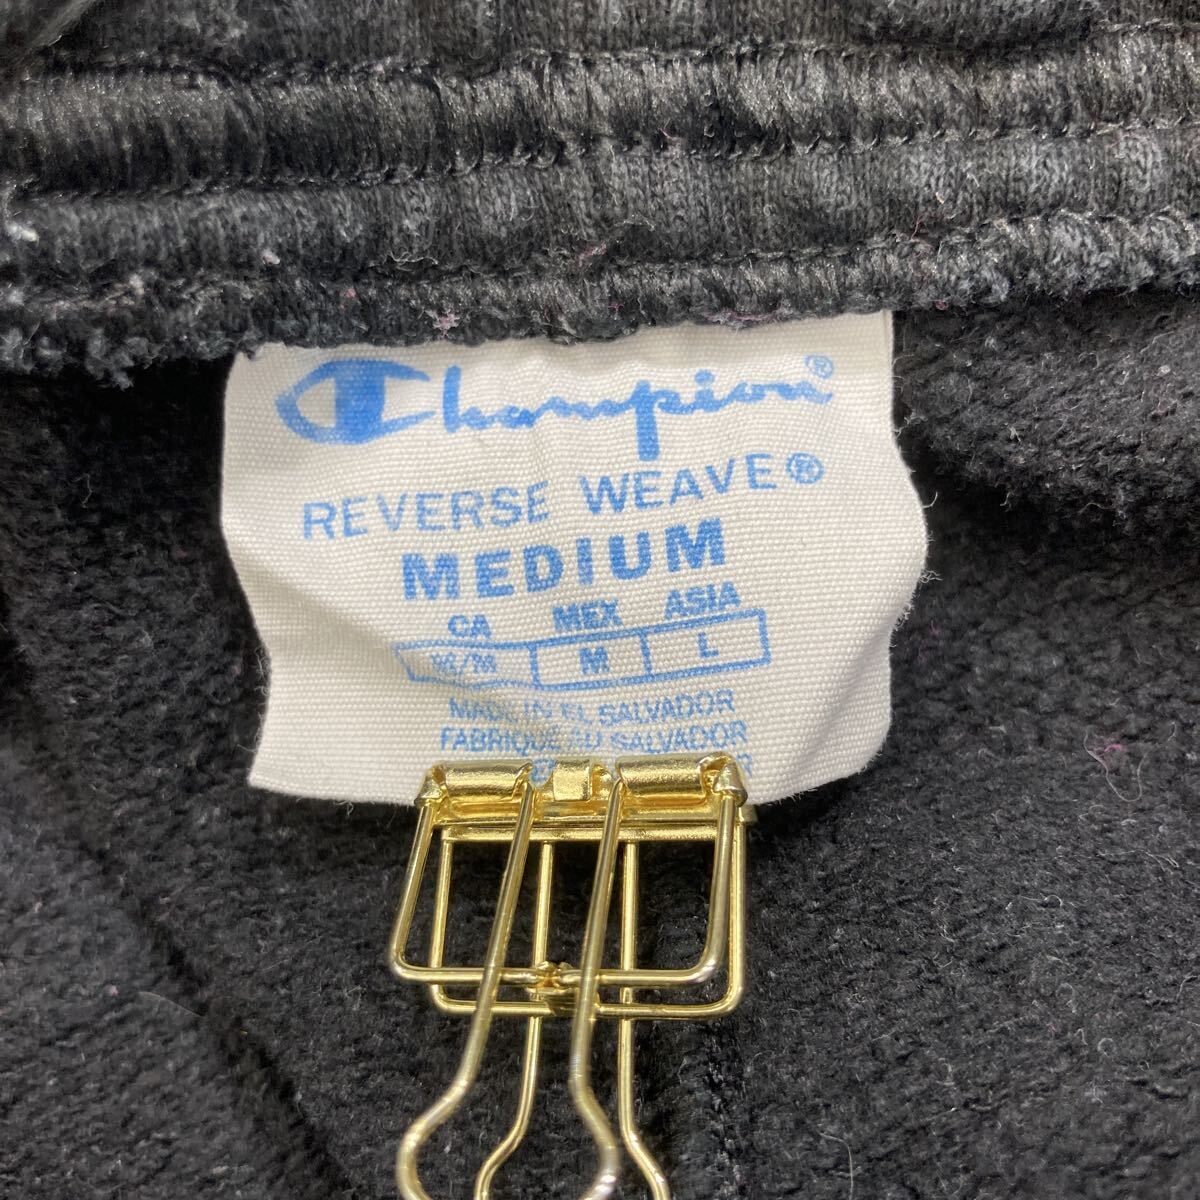 Champion®
REVERSE WEAVE®
MEDIUM
CA MEX ASIA
M/M M L
MADE IN EL SALVADOR
FABRIQUE AU SALVADOR